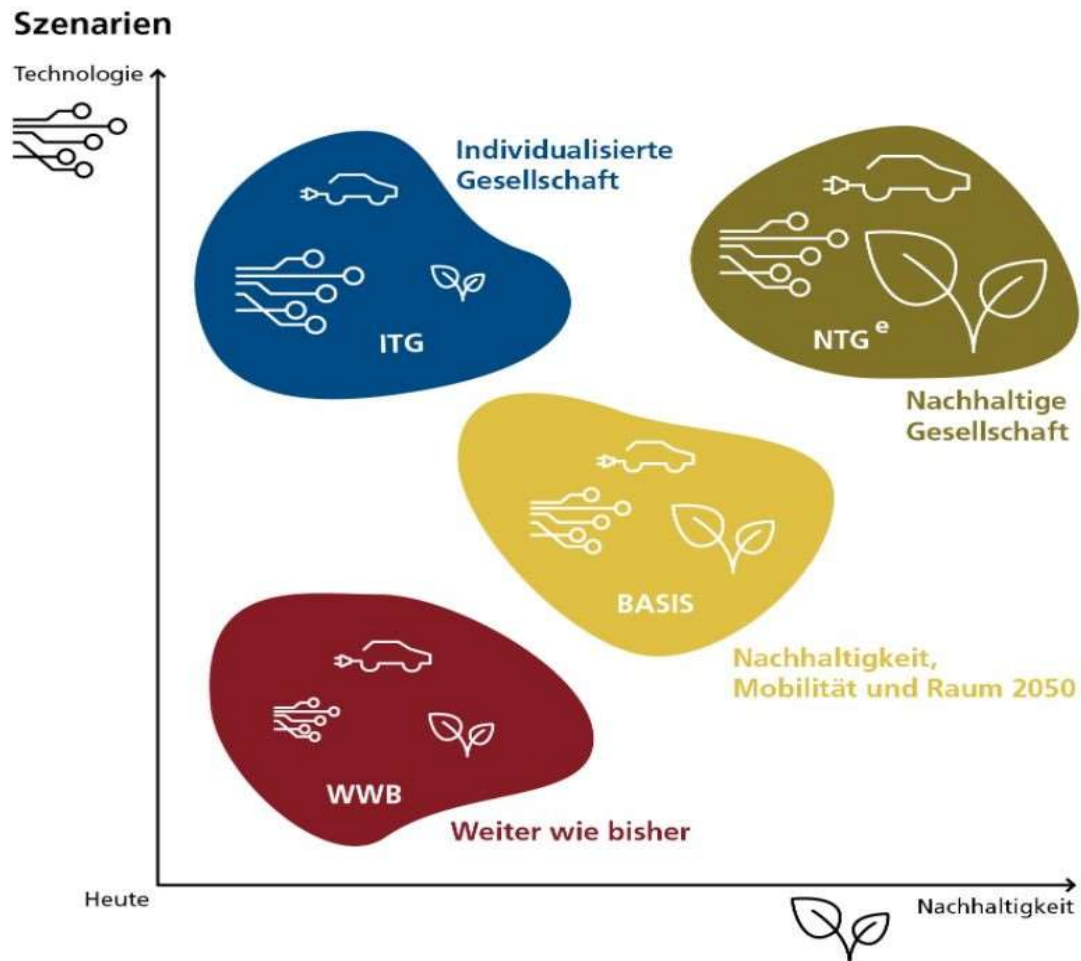 Szenarien
Technologie
Individualisierte
Gesellschaft
ITG
NTG e
Nachhaltige
Gesellschaft
BASIS
Nachhaltigkeit,
Mobilität und Raum 2050
WWB
Weiter wie bisher
Heute
Nachhaltigkeit